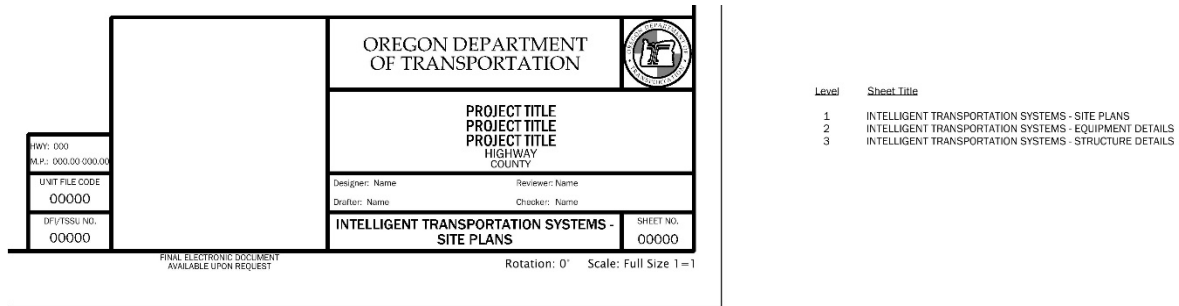 OREGON DEPARTMENT
OF TRANSPORTATION
OREGON DEPARTMENT OF
TRANSPORTATION
PROJECT TITLE
PROJECT TITLE
PROJECT TITLE
HIGHWAY
COUNTY
HWY: 000
M.P.: 000.00 000.00
UNIT FILE CODE
00000
DFI/TSSU NO.
00000
Designer: Name
Reviewer: Name
Drafter: Name
Checker: Name
INTELLIGENT TRANSPORTATION SYSTEMS -
SITE PLANS
SHEET NO.
00000
FINAL ELECTRONIC DOCUMENT
AVAILABLE UPON REQUEST
Rotation: 0° Scale: Full Size 1=1
Level Sheet Title
1 INTELLIGENT TRANSPORTATION SYSTEMS - SITE PLANS
2 INTELLIGENT TRANSPORTATION SYSTEMS - EQUIPMENT DETAILS
3 INTELLIGENT TRANSPORTATION SYSTEMS - STRUCTURE DETAILS